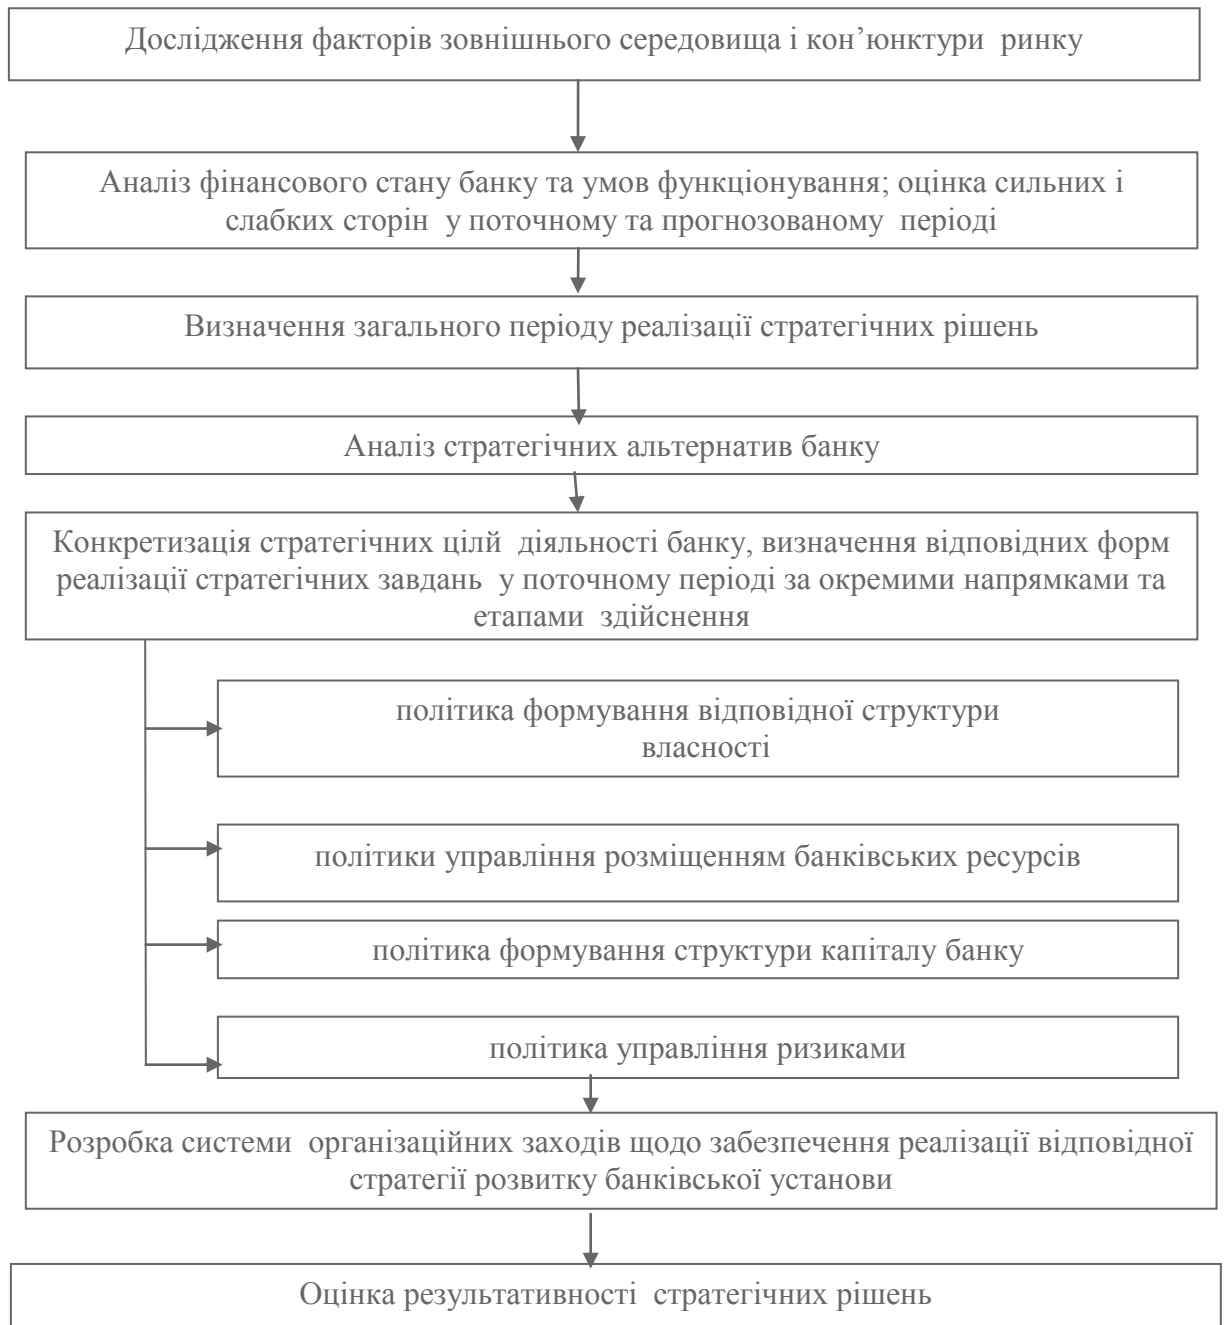 Дослідження факторів зовнішнього середовища і кон’юнктури ринку
Аналіз фінансового стану банку та умов функціонування; оцінка сильних і
слабких сторін у поточному та прогнозованому періоді
Визначення загального періоду реалізації стратегічних рішень
Аналіз стратегічних альтернатив банку
Конкретизація стратегічних цілй діяльності банку, визначення відповідних форм
реалізації стратегічних завдань у поточному періоді за окремими напрямками та
етапами здійснення
політика формування відповідної структури
власності
політики управління розміщенням банківських ресурсів
політика формування структури капіталу банку
політика управління ризиками
Розробка системи організаційних заходів щодо забезпечення реалізації відповідної
стратегії розвитку банківської установи
Оцінка результативності стратегічних рішень